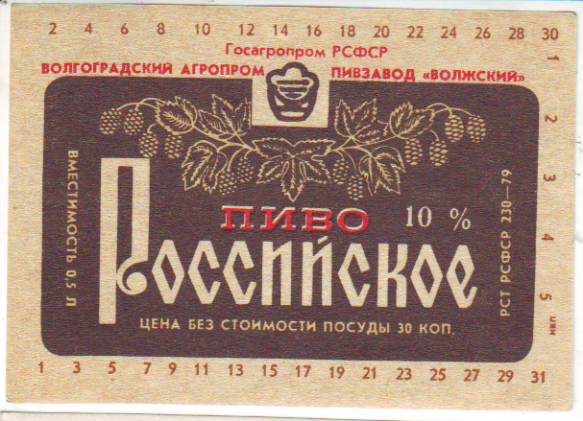 2 4 6 8 10 12 14 16 18 20 22 24 26 28 30
Госагропром РСФСР
ВОЛГОГРАДСКИЙ АГРОПРОМ ПИВЗАВОД «ВОЛЖСКИЙ»
ВМЕСТИМОСТЬ 0,5 Л
ПИВО 10 %
Российское
ЦЕНА БЕЗ СТОИМОСТИ ПОСУДЫ 30 КОП.
РСТ РСФСР 230—79
1
2
3
4
5
1 3 5 7 9 11 13 15 17 19 21 23 25 27 29 31